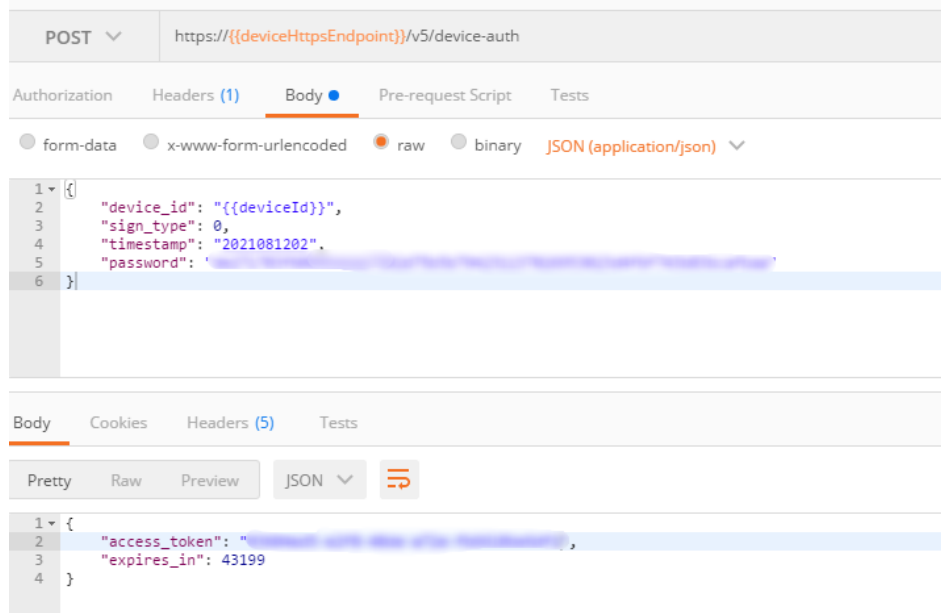 POST https://{{deviceHttpsEndpoint}}/v5/device-auth
Authorization Headers (1) Body Pre-request Script Tests
form-data x-www-form-urlencoded raw binary JSON (application/json)
1 {
2 "device_id": "{{deviceId}}",
3 "sign_type": 0,
4 "timestamp": "2021081202",
5 "password": "
6 }
Body Cookies Headers (5) Tests
Pretty Raw Preview JSON
1 {
2 "access_token": " ",
3 "expires_in": 43199
4 }